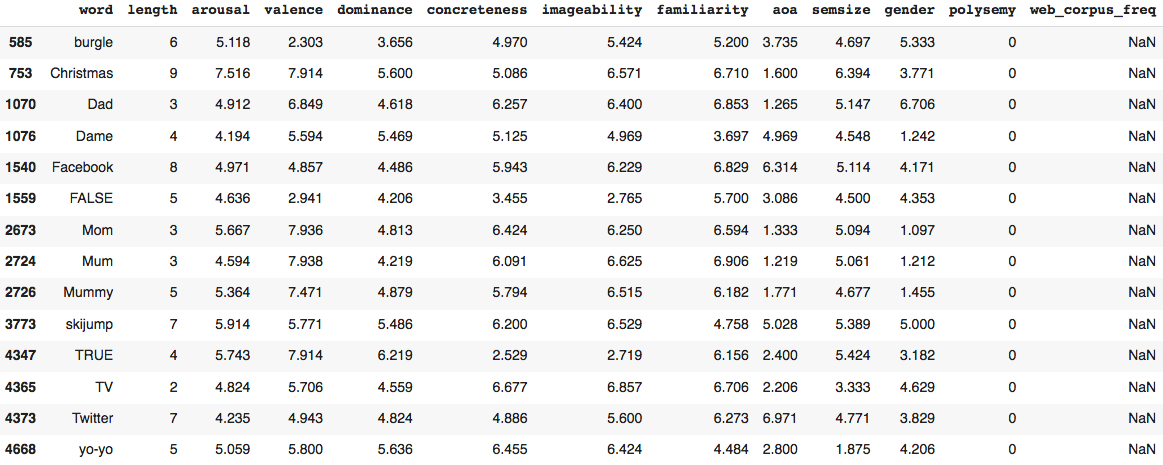 word length arousal valence dominance concreteness imageability familiarity aoa semsize gender polysemy web_corpus_freq
585 burgle 6 5.118 2.303 3.656 4.970 5.424 5.200 3.735 4.697 5.333 0 NaN
753 Christmas 9 7.516 7.914 5.600 5.086 6.571 6.710 1.600 6.394 3.771 0 NaN
1070 Dad 3 4.912 6.849 4.618 6.257 6.400 6.853 1.265 5.147 6.706 0 NaN
1076 Dame 4 4.194 5.594 5.469 5.125 4.969 3.697 4.969 4.548 1.242 0 NaN
1540 Facebook 8 4.971 4.857 4.486 5.943 6.229 6.829 6.314 5.114 4.171 0 NaN
1559 FALSE 5 4.636 2.941 4.206 3.455 2.765 5.700 3.086 4.500 4.353 0 NaN
2673 Mom 3 5.667 7.936 4.813 6.424 6.250 6.594 1.333 5.094 1.097 0 NaN
2724 Mum 3 4.594 7.938 4.219 6.091 6.625 6.906 1.219 5.061 1.212 0 NaN
2726 Mummy 5 5.364 7.471 4.879 5.794 6.515 6.182 1.771 4.677 1.455 0 NaN
3773 skijump 7 5.914 5.771 5.486 6.200 6.529 4.758 5.028 5.389 5.000 0 NaN
4347 TRUE 4 5.743 7.914 6.219 2.529 2.719 6.156 2.400 5.424 3.182 0 NaN
4365 TV 2 4.824 5.706 4.559 6.677 6.857 6.706 2.206 3.333 4.629 0 NaN
4373 Twitter 7 4.235 4.943 4.824 4.886 5.600 6.273 6.971 4.771 3.829 0 NaN
4668 yo-yo 5 5.059 5.800 5.636 6.455 6.424 4.484 2.800 1.875 4.206 0 NaN